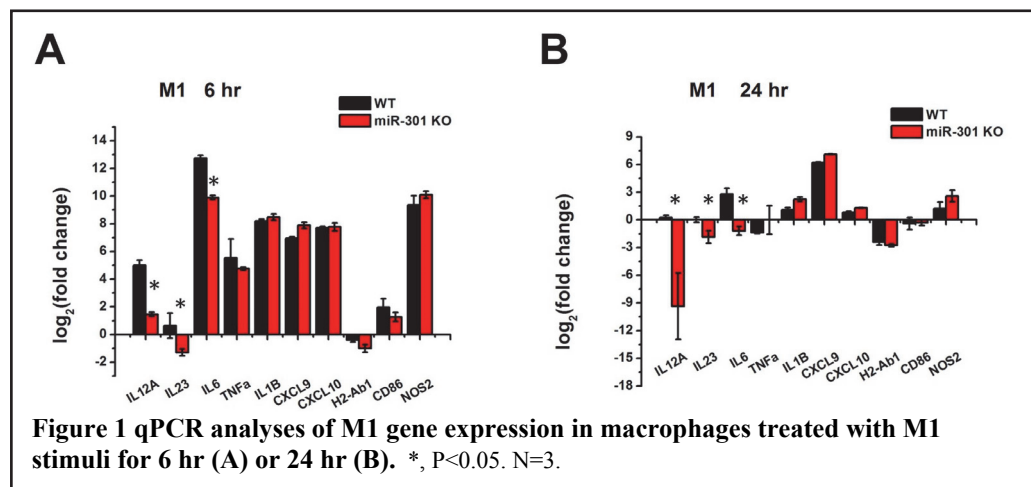 A
M1 6 hr
WT
miR-301 KO
log2(fold change)
14
12
10
8
6
4
2
0
-2
*
*
*
IL12A
IL23
IL6
TNFa
IL1B
CXCL9
CXCL10
H2-Ab1
CD86
NOS2
B
M1 24 hr
WT
miR-301 KO
log2(fold change)
9
6
3
0
-3
-6
-9
-12
-15
-18
*
*
*
IL12A
IL23
IL6
TNFa
IL1B
CXCL9
CXCL10
H2-Ab1
CD86
NOS2
Figure 1 qPCR analyses of M1 gene expression in macrophages treated with M1
stimuli for 6 hr (A) or 24 hr (B). *, P<0.05. N=3.